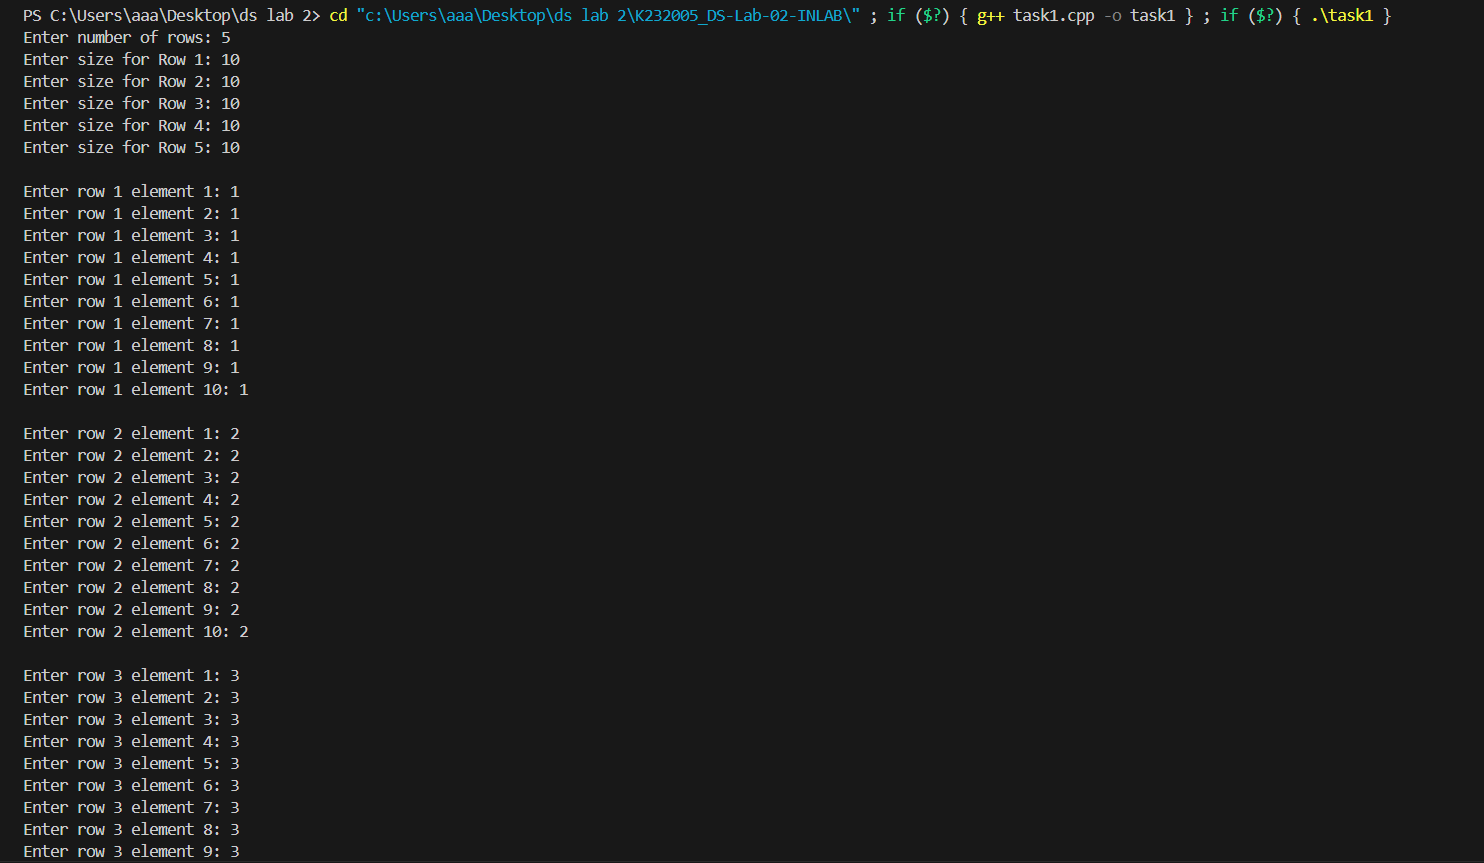 PS C:\Users\aaa\Desktop\ds lab 2> cd "c:\Users\aaa\Desktop\ds lab 2\K232005_DS-Lab-02-INLAB\" ; if ($?) { g++ task1.cpp -o task1 } ; if ($?) { .\task1 }
Enter number of rows: 5
Enter size for Row 1: 10
Enter size for Row 2: 10
Enter size for Row 3: 10
Enter size for Row 4: 10
Enter size for Row 5: 10
Enter row 1 element 1: 1
Enter row 1 element 2: 1
Enter row 1 element 3: 1
Enter row 1 element 4: 1
Enter row 1 element 5: 1
Enter row 1 element 6: 1
Enter row 1 element 7: 1
Enter row 1 element 8: 1
Enter row 1 element 9: 1
Enter row 1 element 10: 1
Enter row 2 element 1: 2
Enter row 2 element 2: 2
Enter row 2 element 3: 2
Enter row 2 element 4: 2
Enter row 2 element 5: 2
Enter row 2 element 6: 2
Enter row 2 element 7: 2
Enter row 2 element 8: 2
Enter row 2 element 9: 2
Enter row 2 element 10: 2
Enter row 3 element 1: 3
Enter row 3 element 2: 3
Enter row 3 element 3: 3
Enter row 3 element 4: 3
Enter row 3 element 5: 3
Enter row 3 element 6: 3
Enter row 3 element 7: 3
Enter row 3 element 8: 3
Enter row 3 element 9: 3